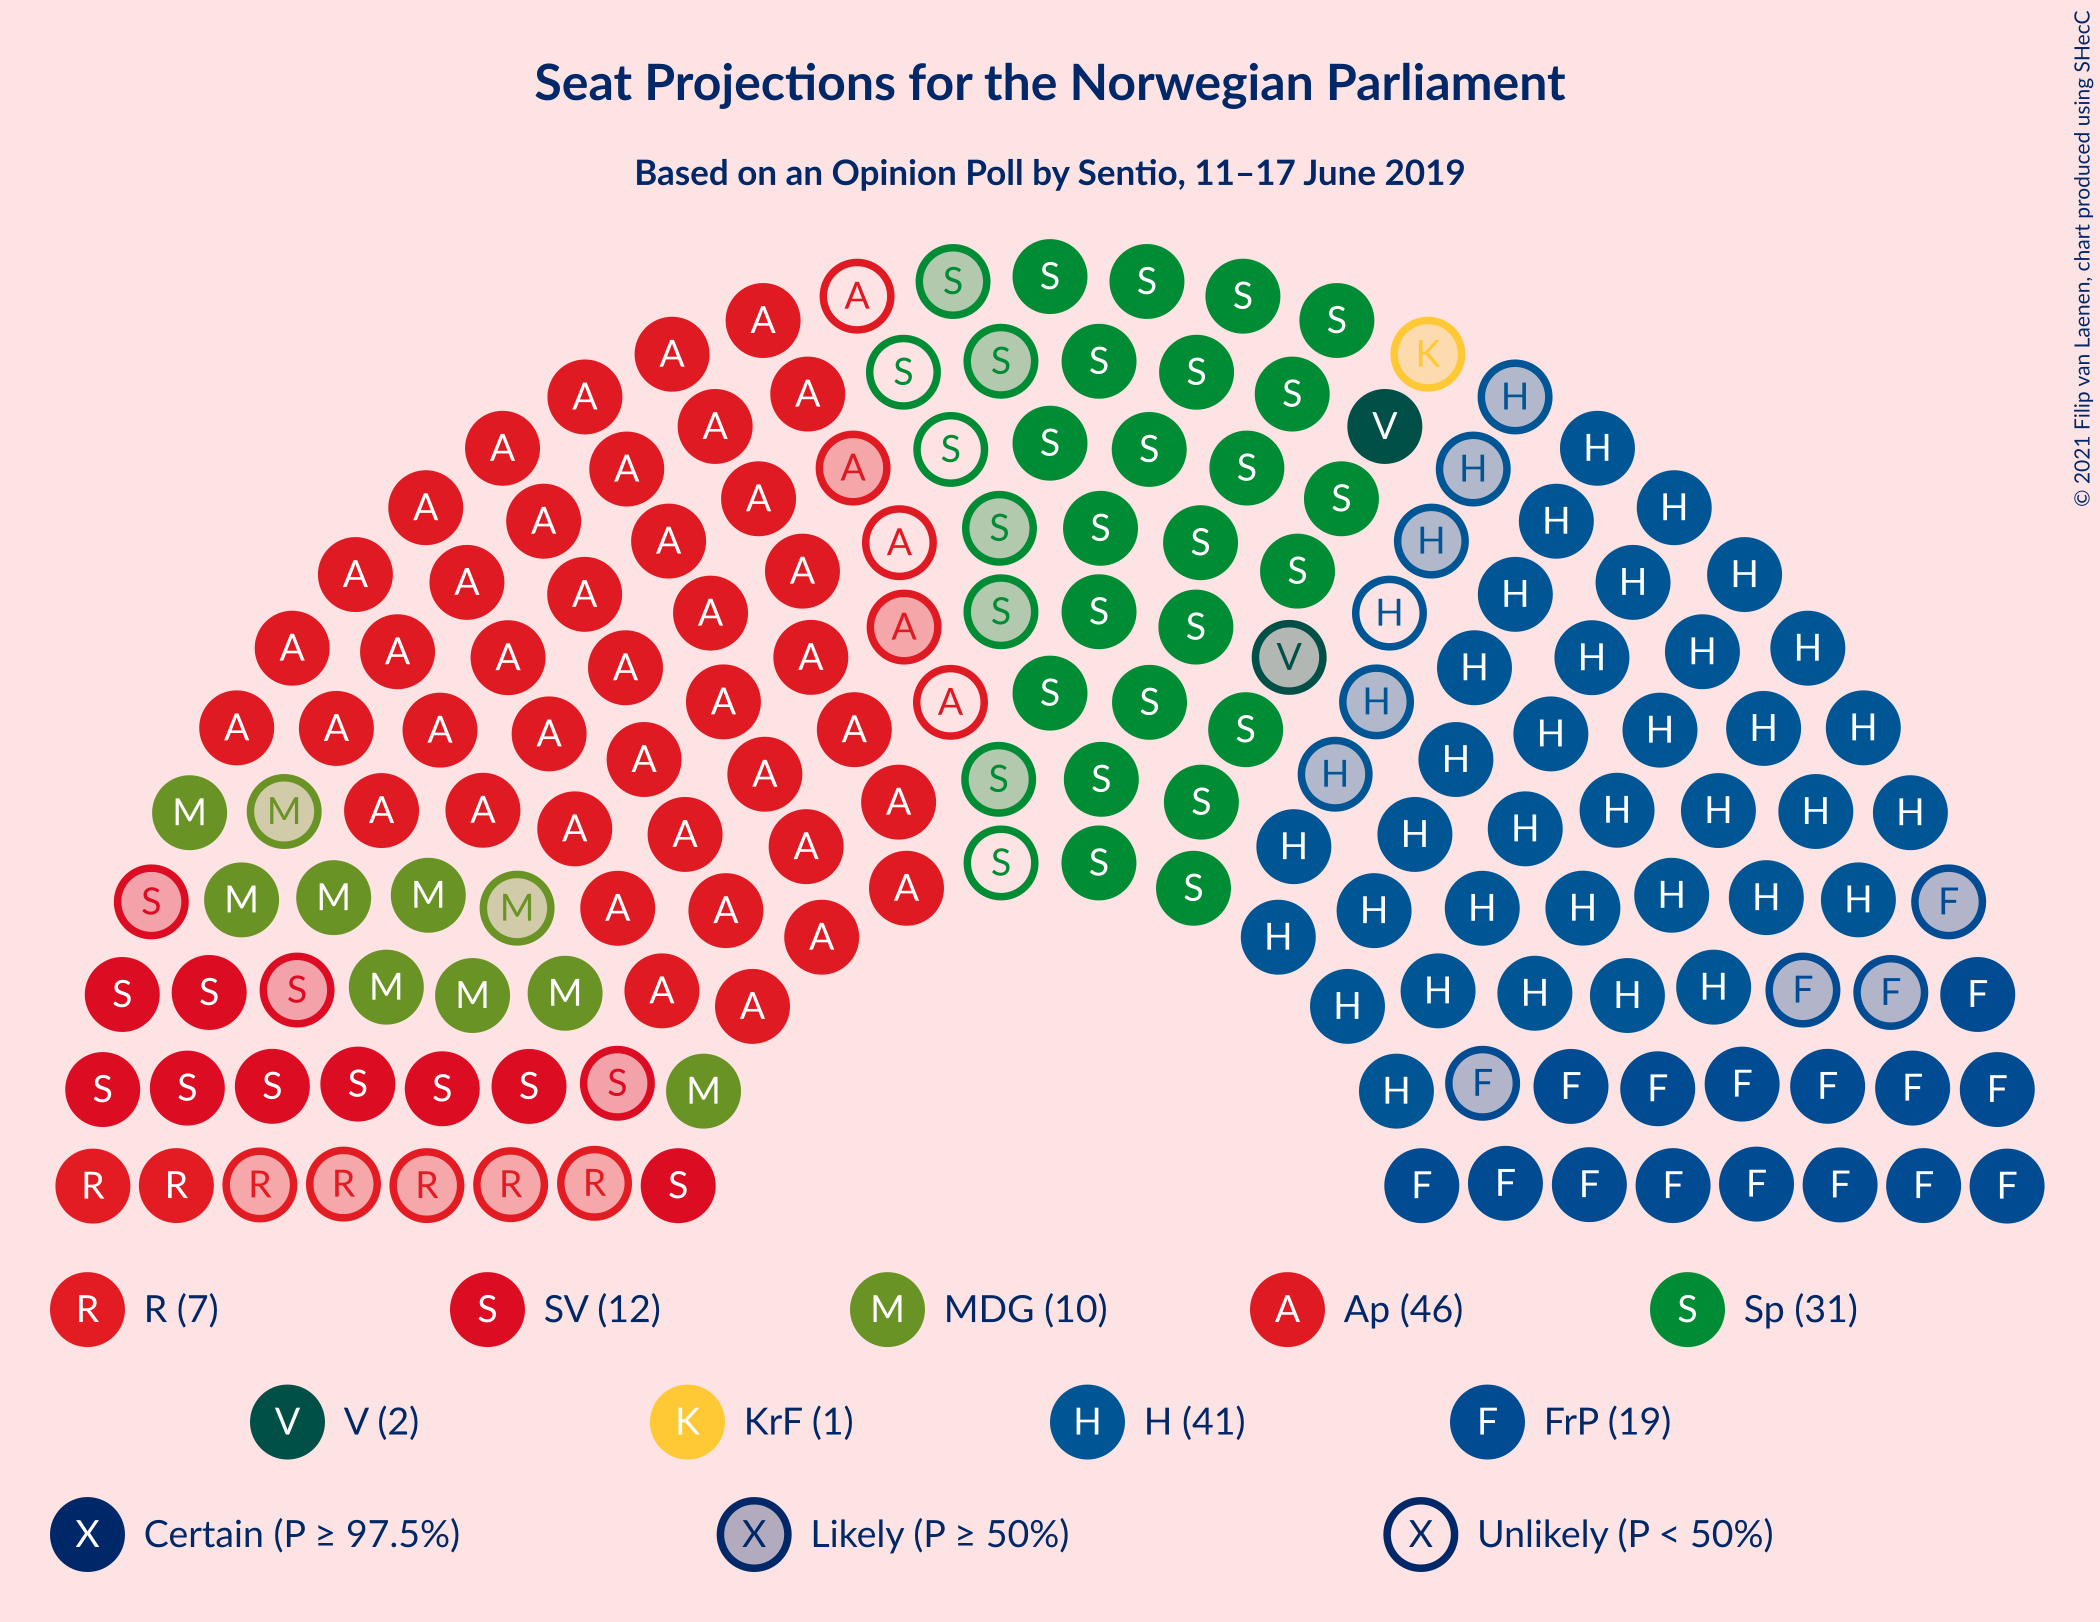 Seat Projections for the Norwegian Parliament
Based on an Opinion Poll by Sentio, 11–17 June 2019
© 2021 Filip van Laenen, chart produced using SHecC
A S S S S
A A S
A S S S S K
A A S V H
A A A S S S S H H
A A A S H H
A A A S S S S H H H
A A A A S H H H
A A A A S S S V H H H H
A A A A S S S H H H H
A A A A A A S H H H H H
M M A A A A A A S S S H H H H H H H
S M M M M A A A A S S S H H H H H H H H F
S S S M M M A A H H H H H F F F
S S S S S S S M H F F F F F F F
R R R R R R R S F F F F F F F F
R R (7) S SV (12) M MDG (10) A Ap (46) S Sp (31)
V V (2) K KrF (1) H H (41) F FrP (19)
X Certain (P ≥ 97.5%) X Likely (P ≥ 50%) X Unlikely (P < 50%)